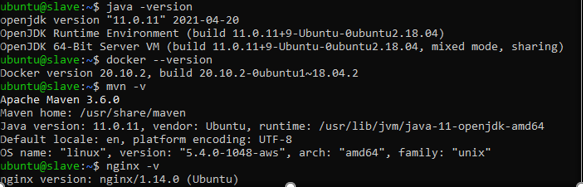 ubuntu@slave:~$ java -version
openjdk version "11.0.11" 2021-04-20
OpenJDK Runtime Environment (build 11.0.11+9-Ubuntu-0ubuntu2.18.04)
OpenJDK 64-Bit Server VM (build 11.0.11+9-Ubuntu-0ubuntu2.18.04, mixed mode, sharing)
ubuntu@slave:~$ docker --version
Docker version 20.10.2, build 20.10.2-0ubuntu1~18.04.2
ubuntu@slave:~$ mvn -v
Apache Maven 3.6.0
Maven home: /usr/share/maven
Java version: 11.0.11, vendor: Ubuntu, runtime: /usr/lib/jvm/java-11-openjdk-amd64
Default locale: en, platform encoding: UTF-8
OS name: "linux", version: "5.4.0-1048-aws", arch: "amd64", family: "unix"
ubuntu@slave:~$ nginx -v
nginx version: nginx/1.14.0 (Ubuntu)